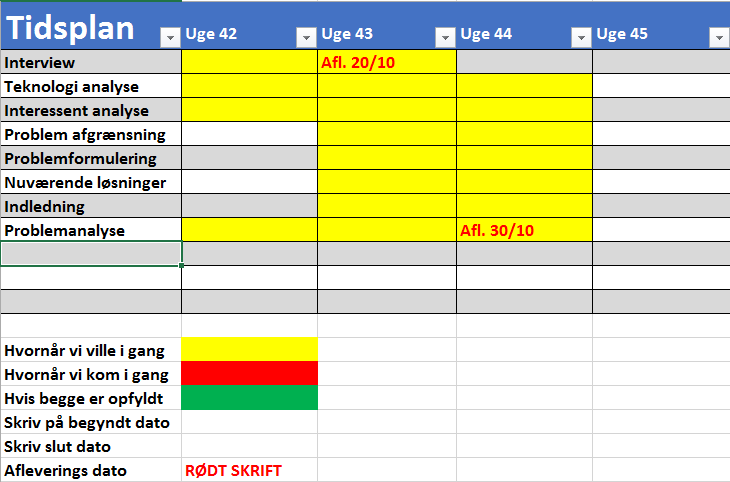 Tidsplan Uge 42 Uge 43 Uge 44 Uge 45
Interview Afl. 20/10
Teknologi analyse
Interessent analyse
Problem afgrænsning
Problemformulering
Nuværende løsninger
Indledning
Problemanalyse Afl. 30/10
Hvornår vi ville i gang
Hvornår vi kom i gang
Hvis begge er opfyldt
Skriv på begyndt dato
Skriv slut dato
Afleverings dato RØDT SKRIFT